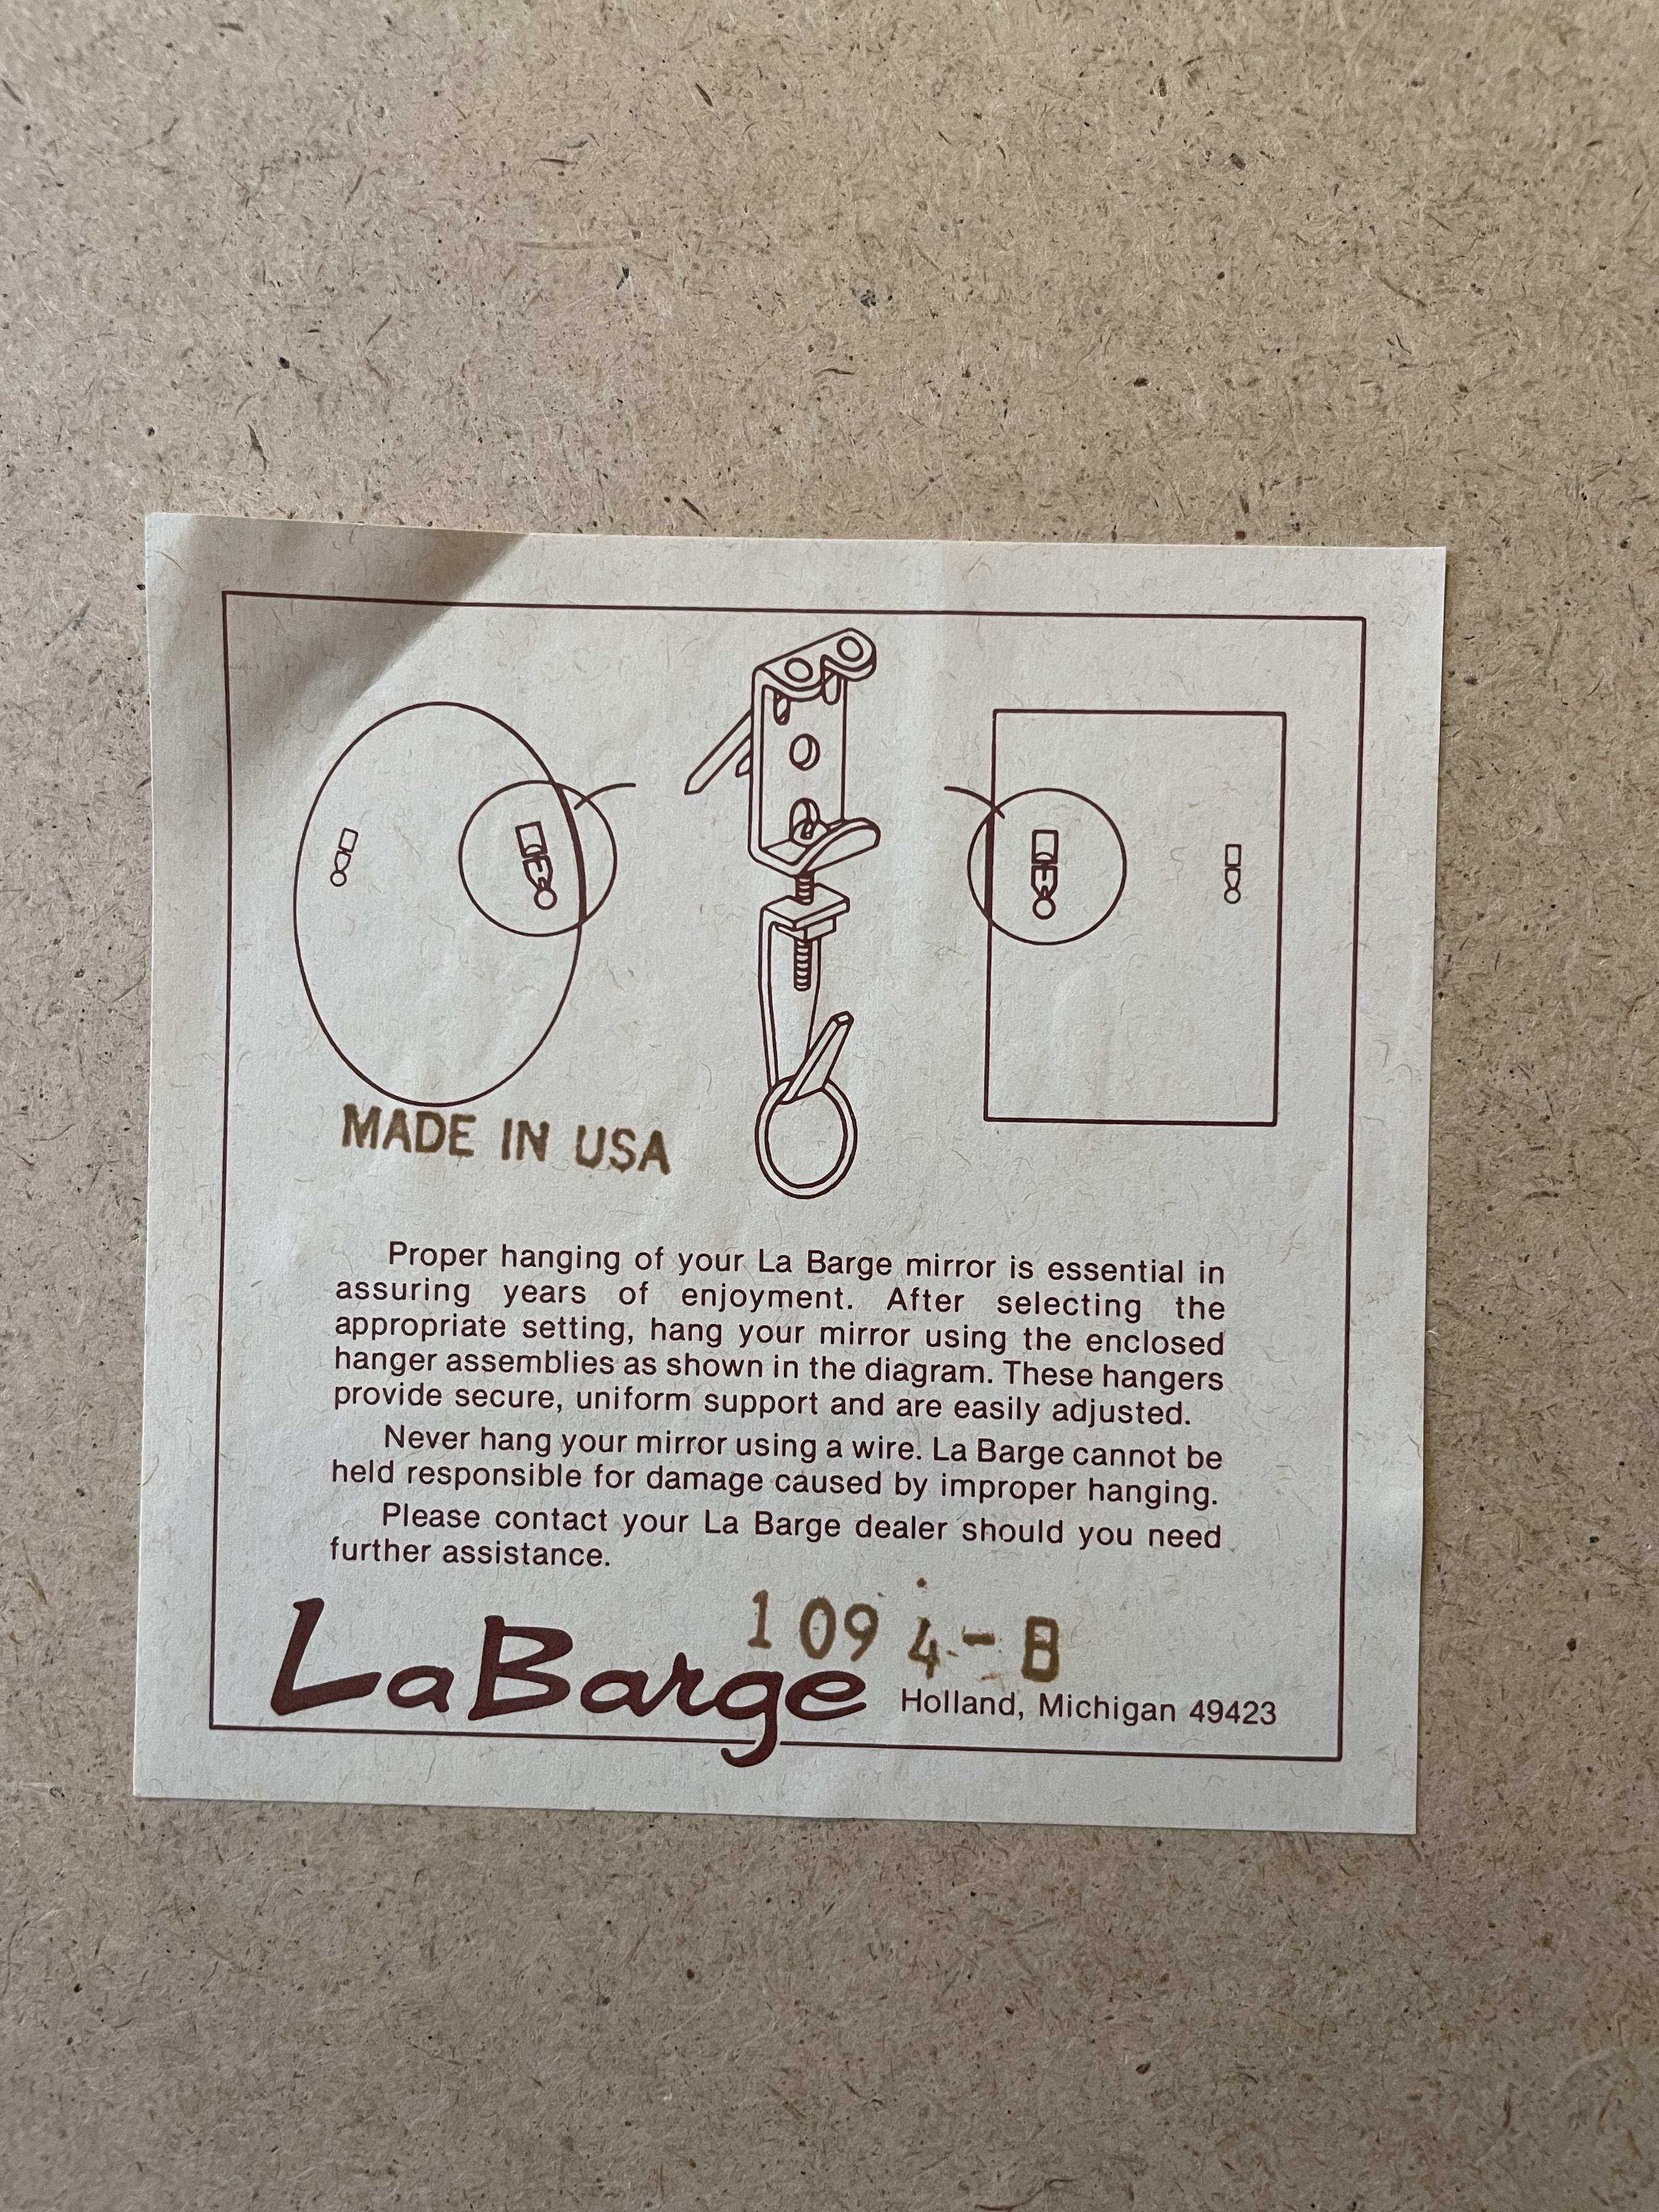 MADE IN USA
Proper hanging of your La Barge mirror is essential in
assuring years of enjoyment. After selecting the
appropriate setting, hang your mirror using the enclosed
hanger assemblies as shown in the diagram. These hangers
provide secure, uniform support and are easily adjusted.
Never hang your mirror using a wire. La Barge cannot be
held responsible for damage caused by improper hanging.
Please contact your La Barge dealer should you need
further assistance.
1094-B
LaBarge Holland, Michigan 49423